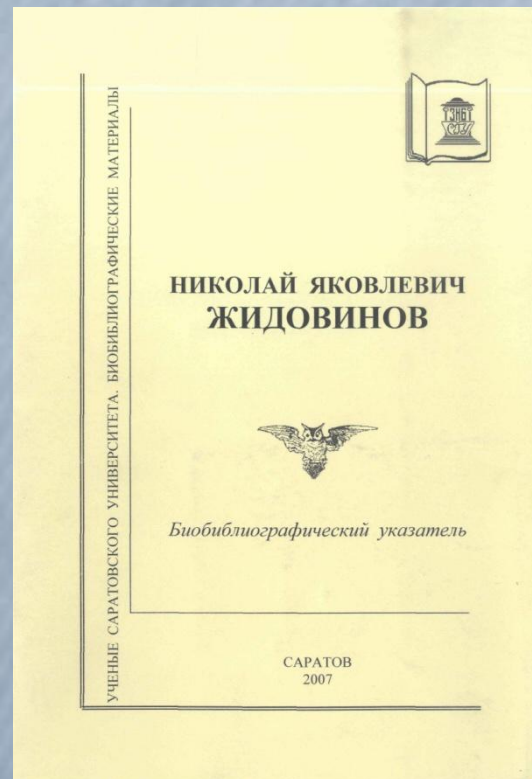 УЧЕНЫЕ САРАТОВСКОГО УНИВЕРСИТЕТА. БИОБИБЛИОГРАФИЧЕСКИЕ МАТЕРИАЛЫ
НИКОЛАЙ ЯКОВЛЕВИЧ
ЖИДОВИНОВ
Биобиблиографический указатель
САРАТОВ
2007